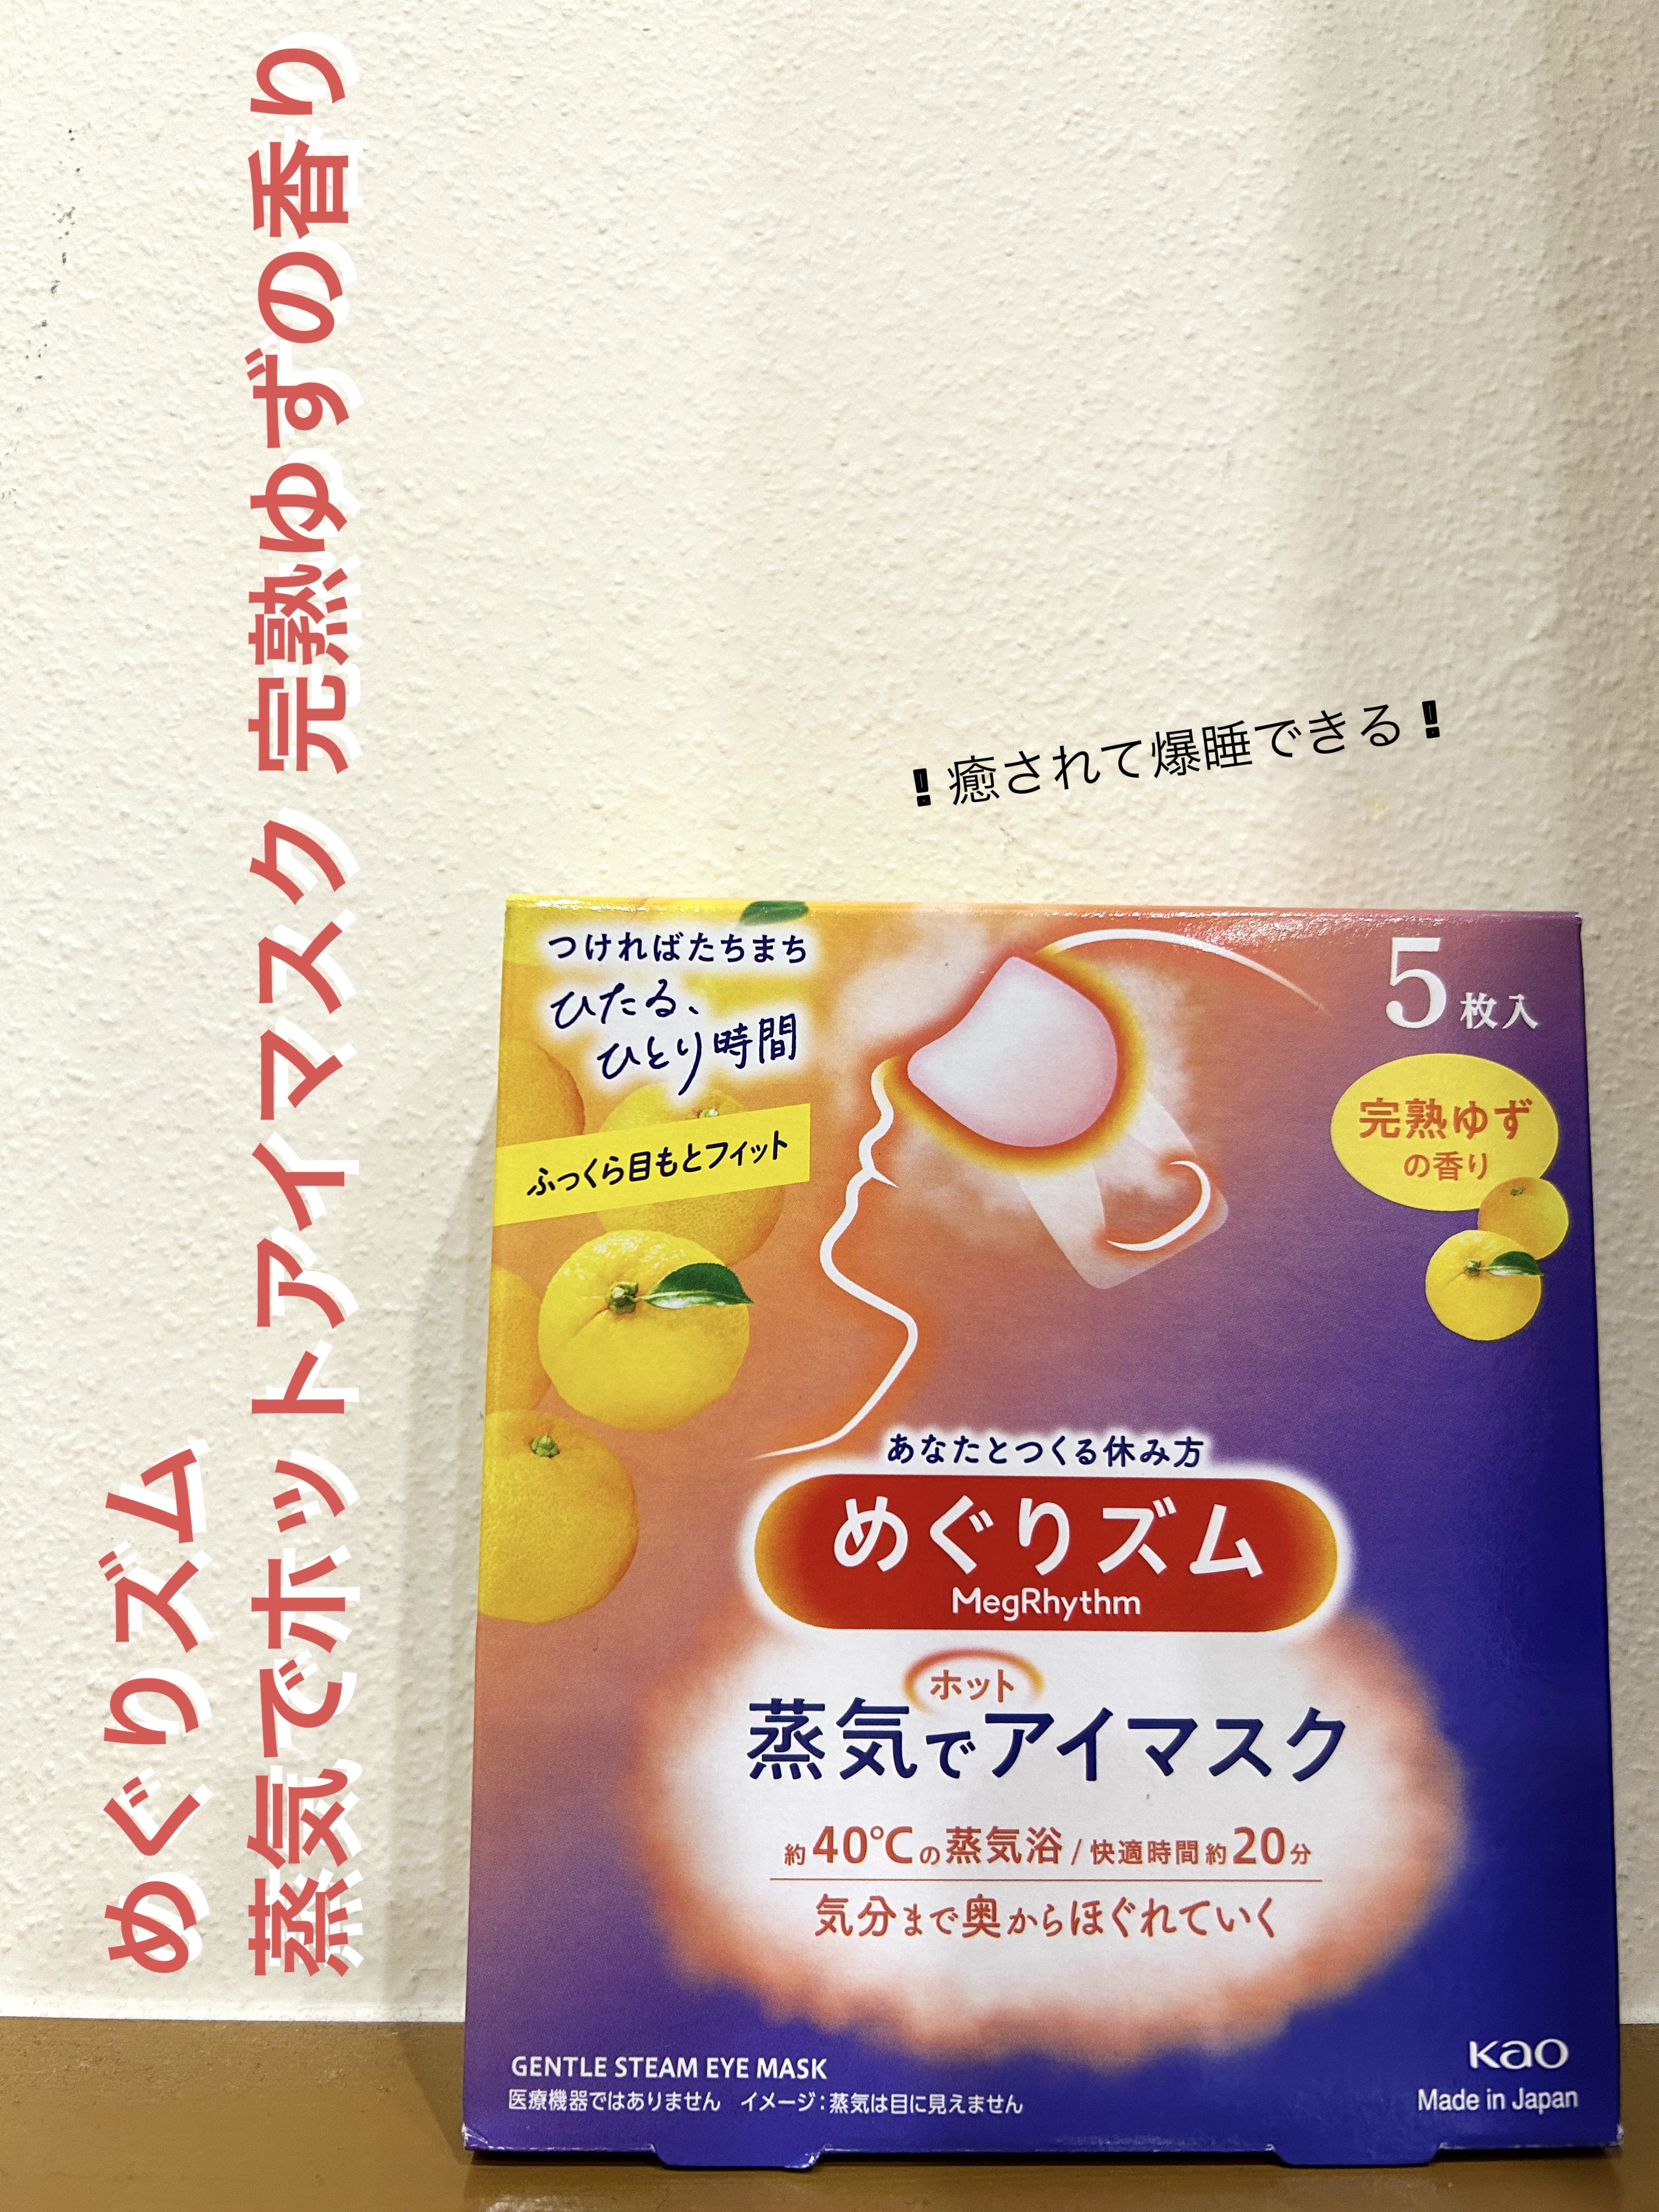 めぐりズム
蒸気でホットアイマスク 完熟ゆずの香り
❗癒されて爆睡できる❗
つければたちまち
ひたる、
ひとり時間
ふっくら目もとフィット
5枚入
完熟ゆず
の香り
あなたとつくる休み方
めぐりズム
MegRhythm
ホット
蒸気でアイマスク
約40℃の蒸気浴/快適時間約20分
気分まで奥からほぐれていく
GENTLE STEAM EYE MASK
医療機器ではありません イメージ：蒸気は目に見えません
Kao
Made in Japan